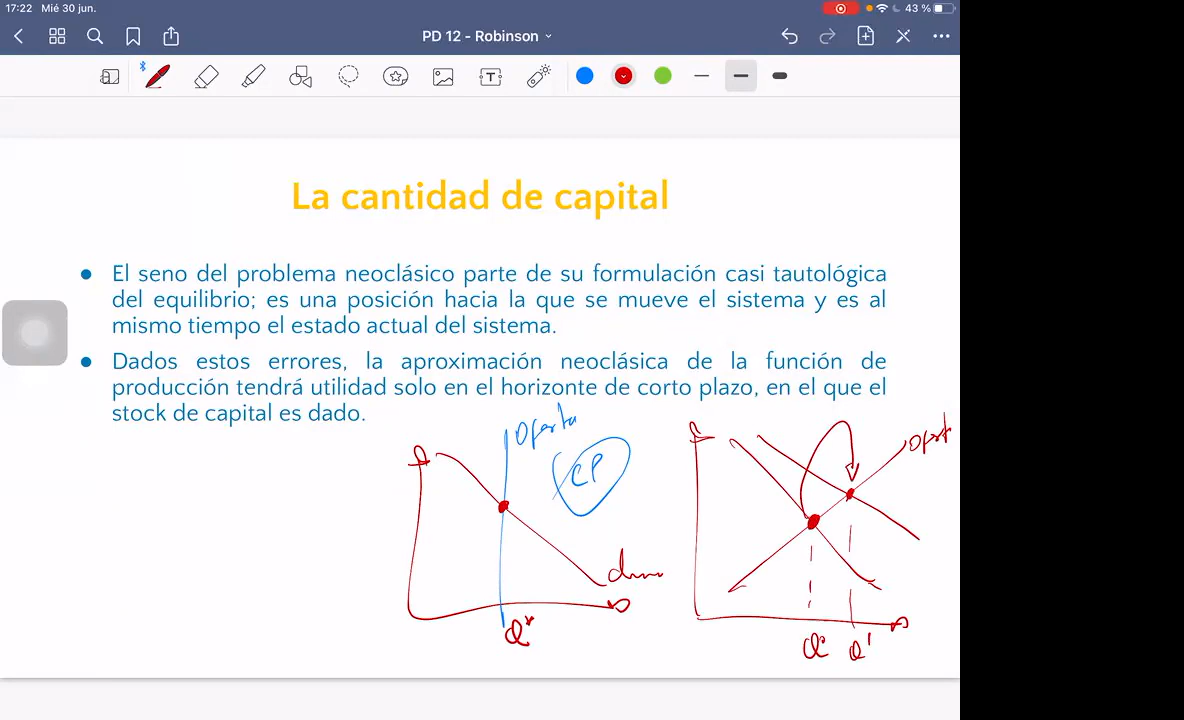 17:22 Mié 30 jun.
43 %
PD 12 - Robinson
La cantidad de capital
El seno del problema neoclásico parte de su formulación casi tautológica
del equilibrio; es una posición hacia la que se mueve el sistema y es al
mismo tiempo el estado actual del sistema.
Dados estos errores, la aproximación neoclásica de la función de
producción tendrá utilidad solo en el horizonte de corto plazo, en el que el
stock de capital es dado.
Oferta
CP
Q*
Q'